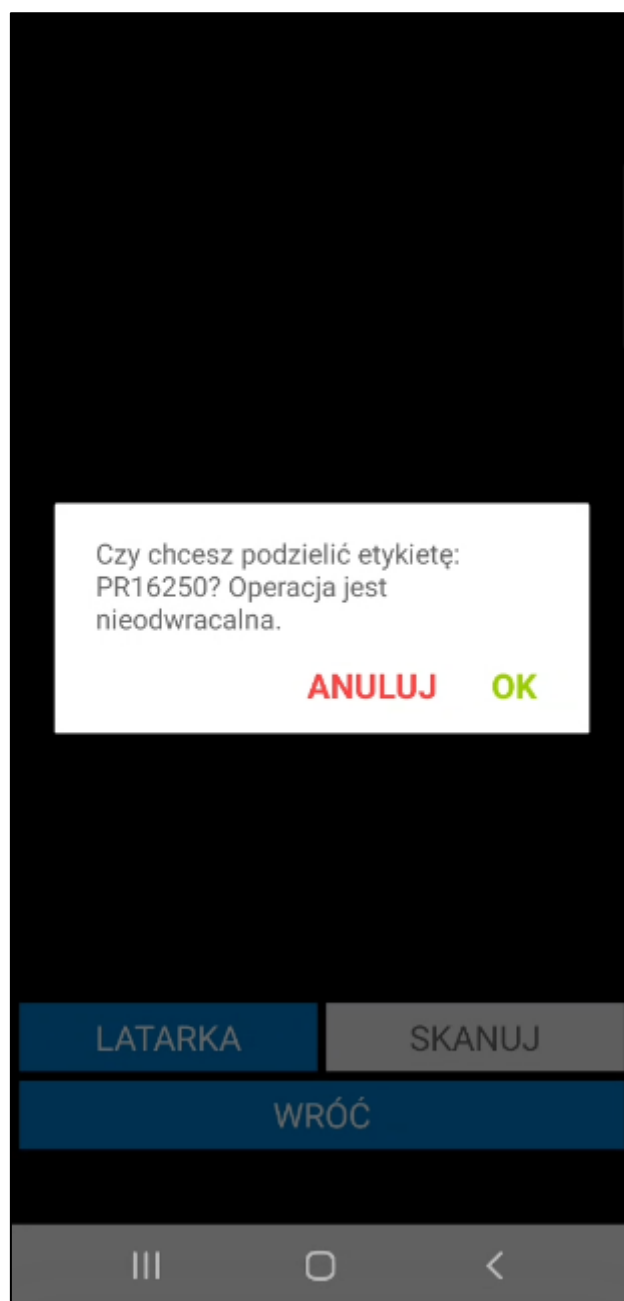 Czy chcesz podzielić etykietę:
PR16250? Operacja jest
nieodwracalna.
ANULUJ OK
LATARKA SKANUJ
WRÓĆ